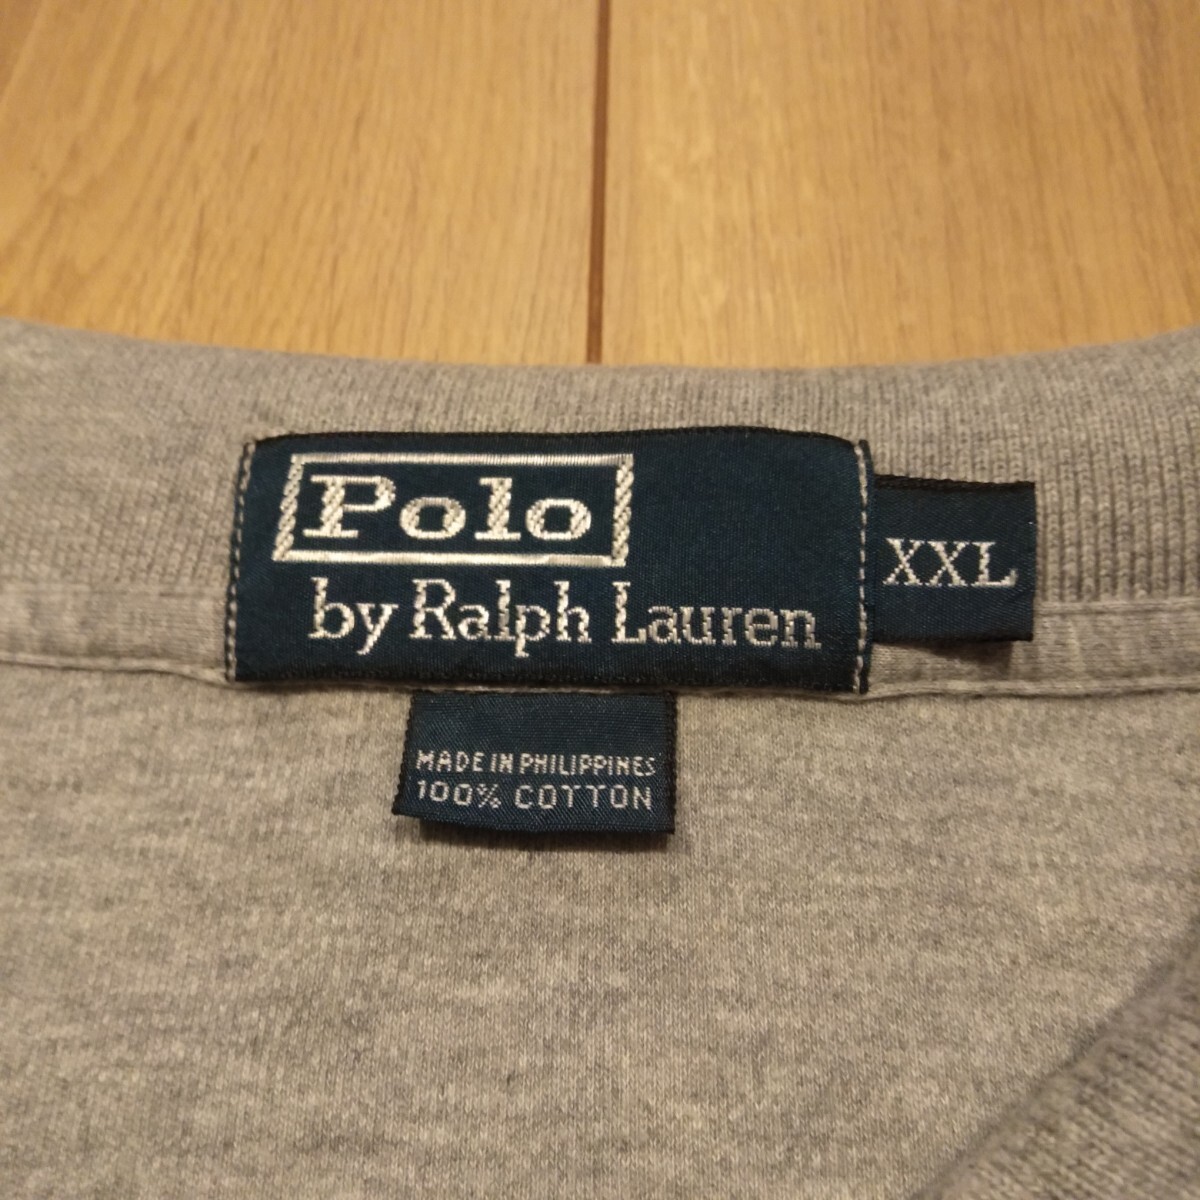 Polo
by Ralph Lauren
XXL
MADE IN PHILIPPINES
100% COTTON